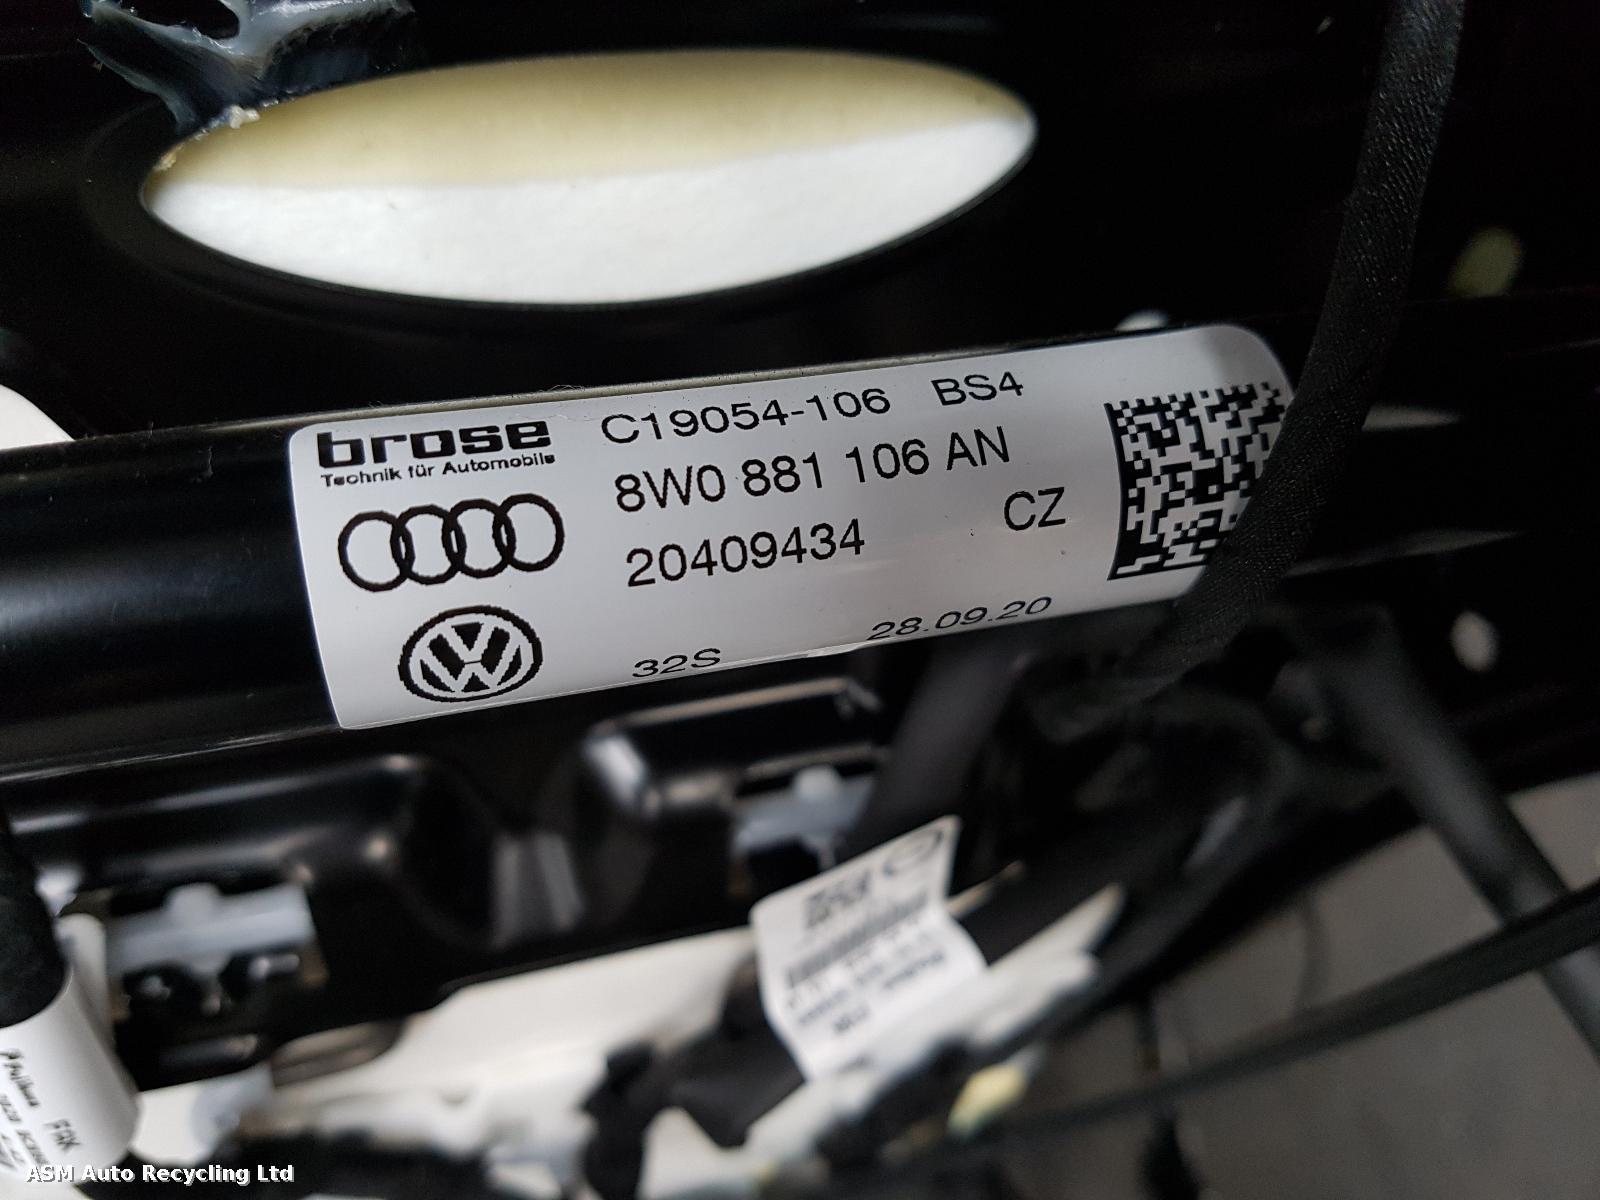 brose
Technik für Automobile
C19054-106 BS4
8W0 881 106 AN
20409434 CZ
32S 28.09.20
FRK
ASM Auto Recycling Ltd